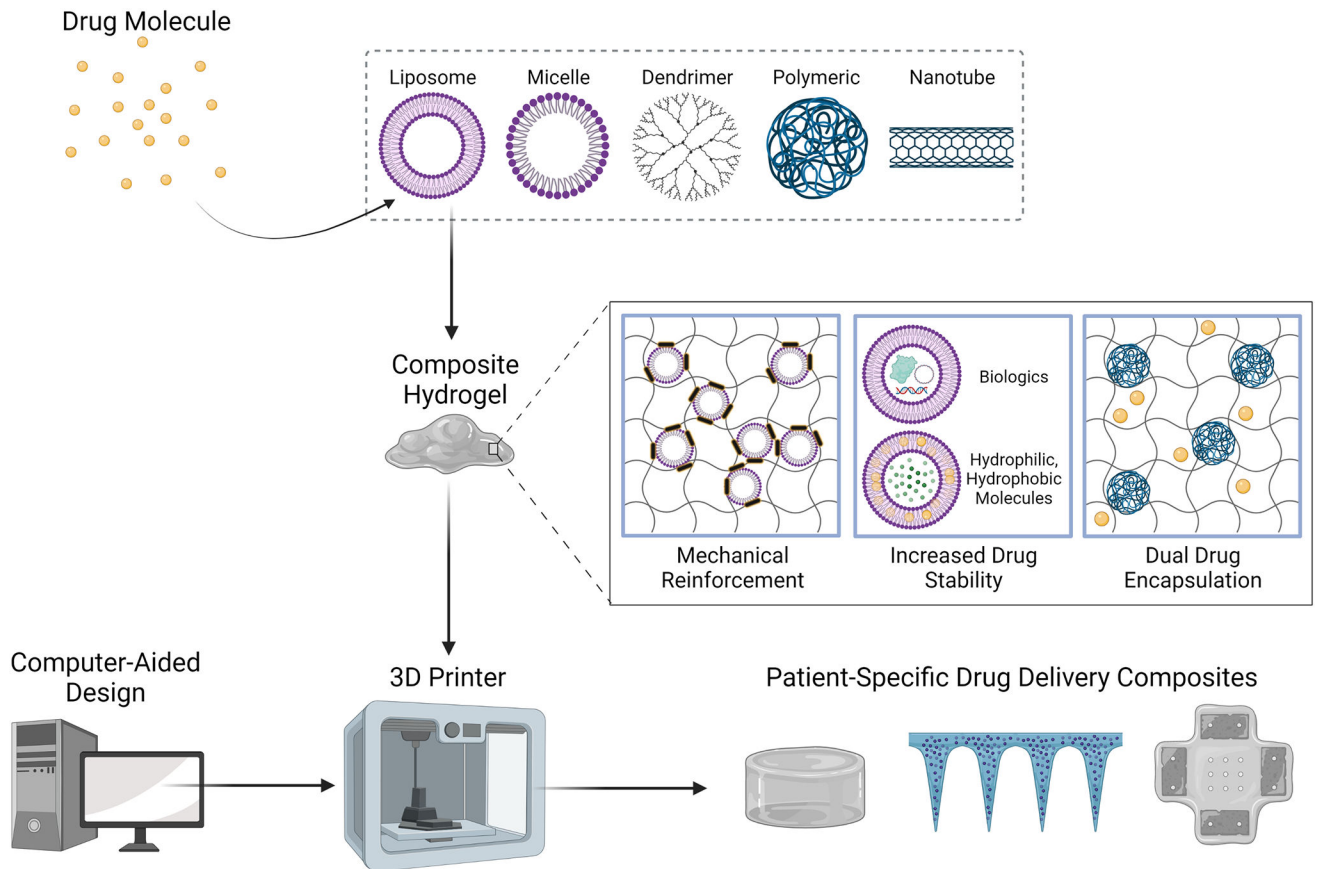 Drug Molecule
Liposome
Micelle
Dendrimer
Polymeric
Nanotube
Composite
Hydrogel
Biologics
Hydrophilic,
Hydrophobic
Molecules
Mechanical
Reinforcement
Increased Drug
Stability
Dual Drug
Encapsulation
Computer-Aided
Design
3D Printer
Patient-Specific Drug Delivery Composites